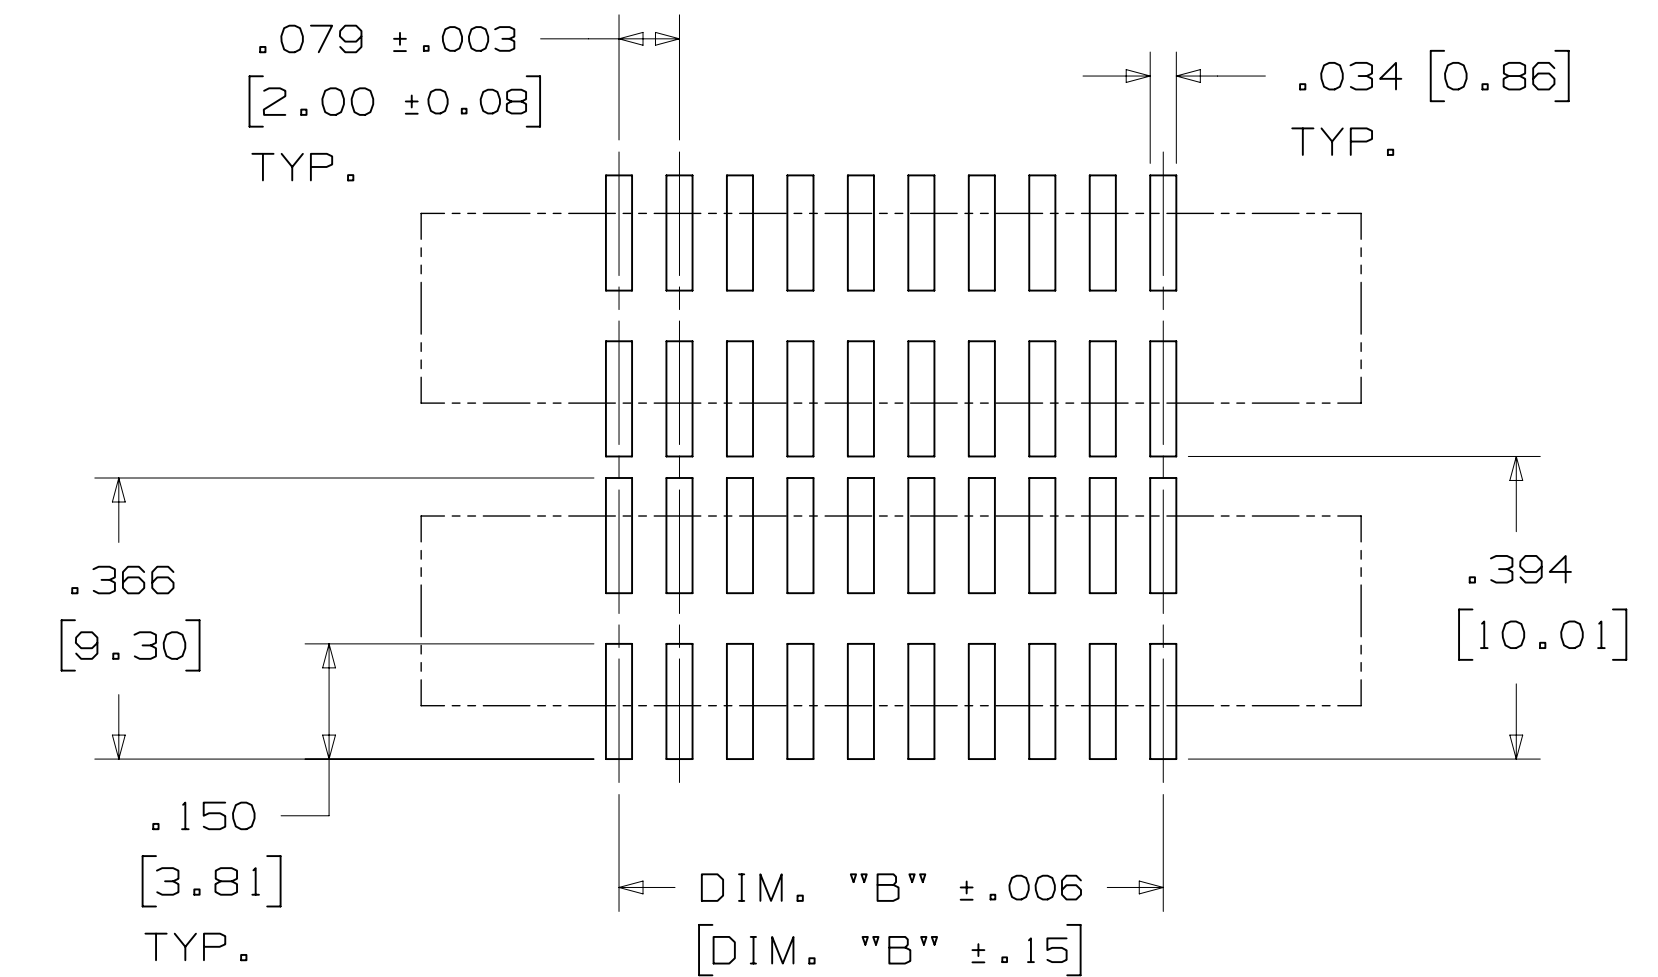 .079 ±.003
[2.00 ±0.08]
TYP.
.034 [0.86]
TYP.
.366
[9.30]
.394
[10.01]
.150
[3.81]
TYP.
DIM. "B" ±.006
[DIM. "B" ±.15]